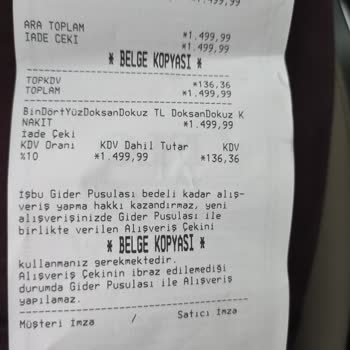 *1.499,99
ARA TOPLAM *1.499,99
İADE ÇEKİ *1.499,99
* BELGE KOPYASI *
TOPKDV *136,36
TOPLAM *1.499,99
BinDörtYüzDoksanDokuz TL DoksanDokuz K
NAKİT *1.499,99
İade Çeki
KDV Oranı KDV Dahil Tutar KDV
%10 *1.499,99 *136,36
İşbu Gider Pusulası bedeli kadar alış-
veriş yapma hakkı kazandırmaz, yeni
alışverişinizde Gider Pusulası ile
birlikte verilen Alışveriş Çekini
* BELGE KOPYASI *
kullanmanız gerekmektedir.
Alışveriş Çekinin ibraz edilemediği
durumda Gider Pusulası ile Alışveriş
yapılamaz.
Müşteri İmza / Satıcı İmza